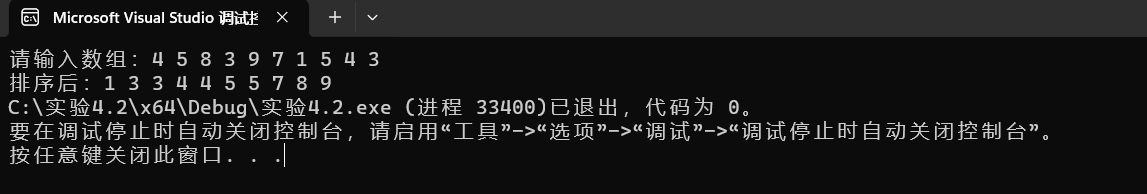 Microsoft Visual Studio 调试
请输入数组：4 5 8 3 9 7 1 5 4 3
排序后：1 3 3 4 4 5 5 7 8 9
C:\实验4.2\x64\Debug\实验4.2.exe (进程 33400)已退出，代码为 0。
要在调试停止时自动关闭控制台，请启用“工具”->“选项”->“调试”->“调试停止时自动关闭控制台”。
按任意键关闭此窗口. . .